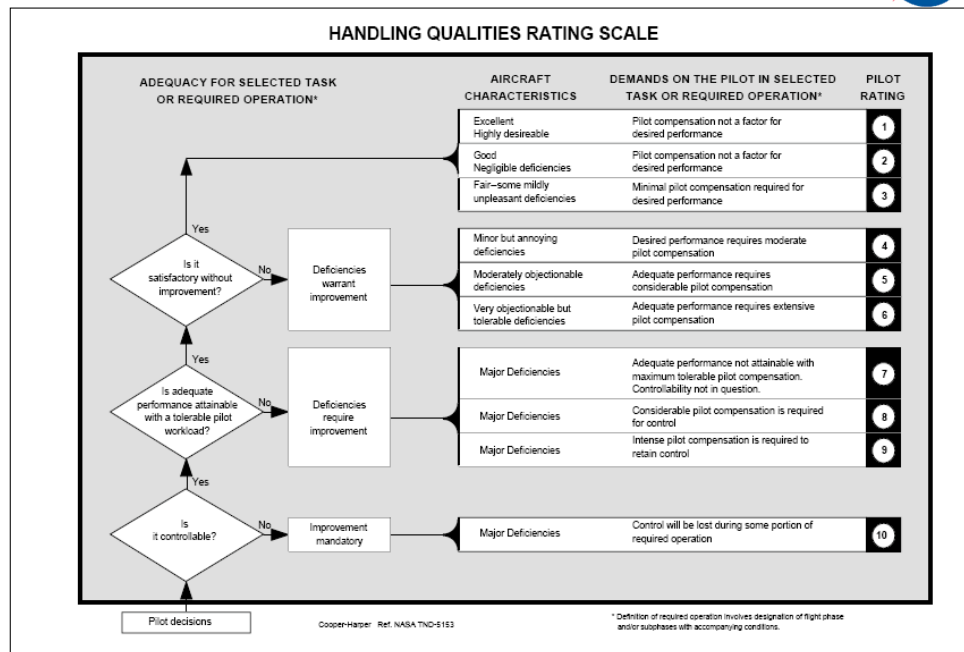 HANDLING QUALITIES RATING SCALE
ADEQUACY FOR SELECTED TASK
OR REQUIRED OPERATION*
AIRCRAFT
CHARACTERISTICS
DEMANDS ON THE PILOT IN SELECTED
TASK OR REQUIRED OPERATION*
PILOT
RATING
Excellent
Highly desireable
Pilot compensation not a factor for
desired performance
1
Good
Negligible deficiencies
Pilot compensation not a factor for
desired performance
2
Fair–some mildly
unpleasant deficiencies
Minimal pilot compensation required for
desired performance
3
Yes
Is it
satisfactory without
improvement?
No
Deficiencies
warrant
improvement
Minor but annoying
deficiencies
Desired performance requires moderate
pilot compensation
4
Moderately objectionable
deficiencies
Adequate performance requires
considerable pilot compensation
5
Very objectionable but
tolerable deficiencies
Adequate performance requires extensive
pilot compensation
6
Yes
Is adequate
performance attainable
with a tolerable pilot
workload?
No
Deficiencies
require
improvement
Major Deficiencies
Adequate performance not attainable with
maximum tolerable pilot compensation.
Controllability not in question.
7
Major Deficiencies
Considerable pilot compensation is required
for control
8
Major Deficiencies
Intense pilot compensation is required to
retain control
9
Yes
Is
it controllable?
No
Improvement
mandatory
Major Deficiencies
Control will be lost during some portion of
required operation
10
Pilot decisions
Cooper-Harper Ref. NASA TND-5153
* Definition of required operation involves designation of flight phase
and/or subphases with accompanying conditions.